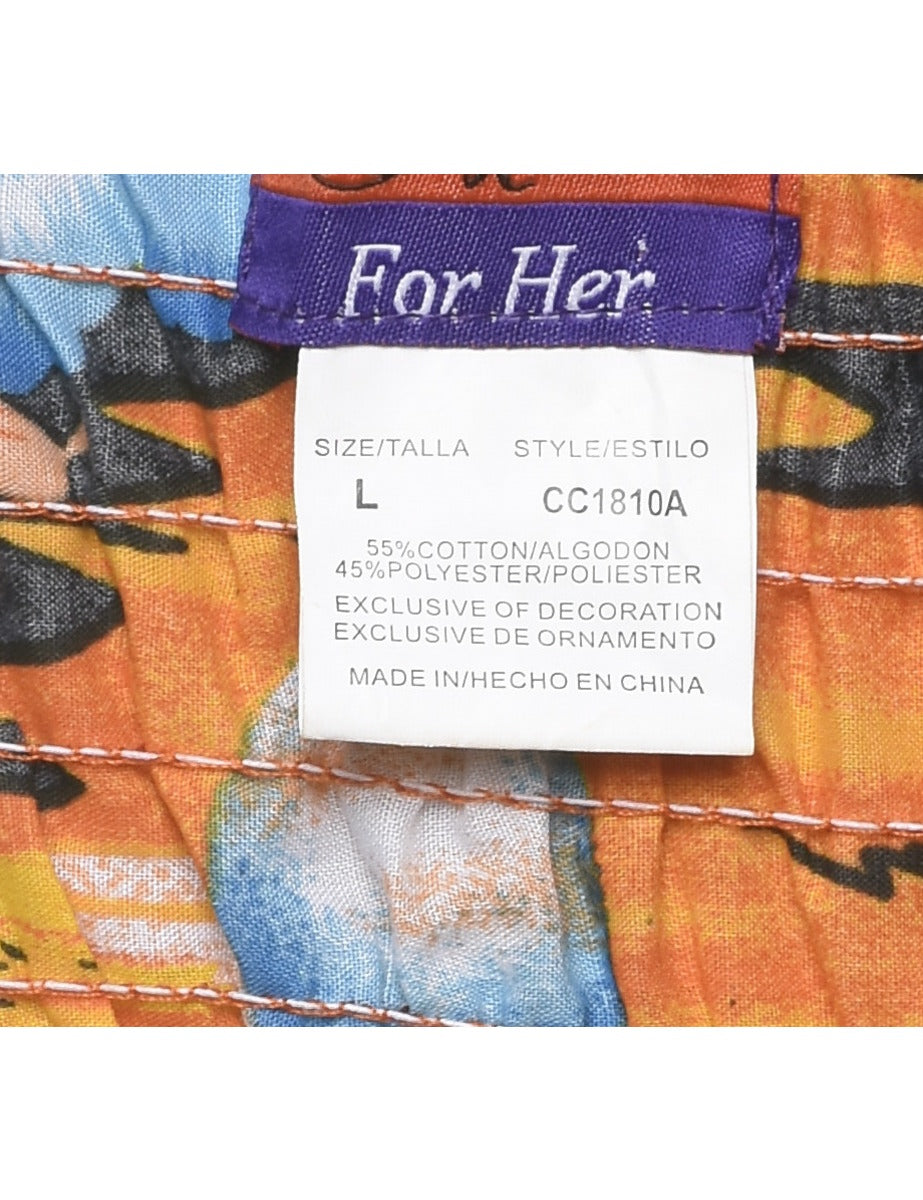 For Her
SIZE/TALLA STYLE/ESTILO
L CC1810A
55%COTTON/ALGODON
45%POLYESTER/POLIESTER
EXCLUSIVE OF DECORATION
EXCLUSIVE DE ORNAMENTO
MADE IN/HECHO EN CHINA